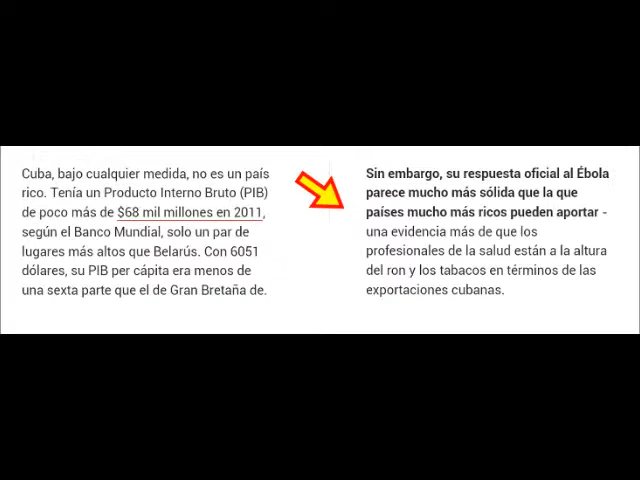 Cuba, bajo cualquier medida, no es un país
rico. Tenía un Producto Interno Bruto (PIB)
de poco más de $68 mil millones en 2011,
según el Banco Mundial, solo un par de
lugares más altos que Belarús. Con 6051
dólares, su PIB per cápita era menos de
una sexta parte que el de Gran Bretaña de.
Sin embargo, su respuesta oficial al Ébola
parece mucho más sólida que la que
países mucho más ricos pueden aportar -
una evidencia más de que los
profesionales de la salud están a la altura
del ron y los tabacos en términos de las
exportaciones cubanas.